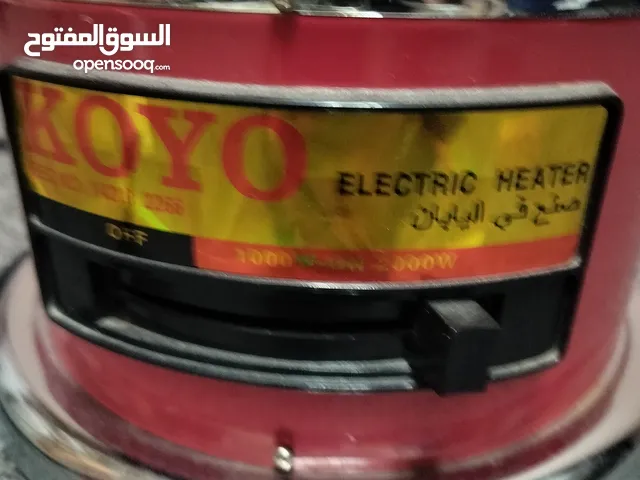 السوق المفتوح
opensooq.com
KOYO
ELECTRIC HEATER
صنع في اليابان
OFF
1000W 2000W